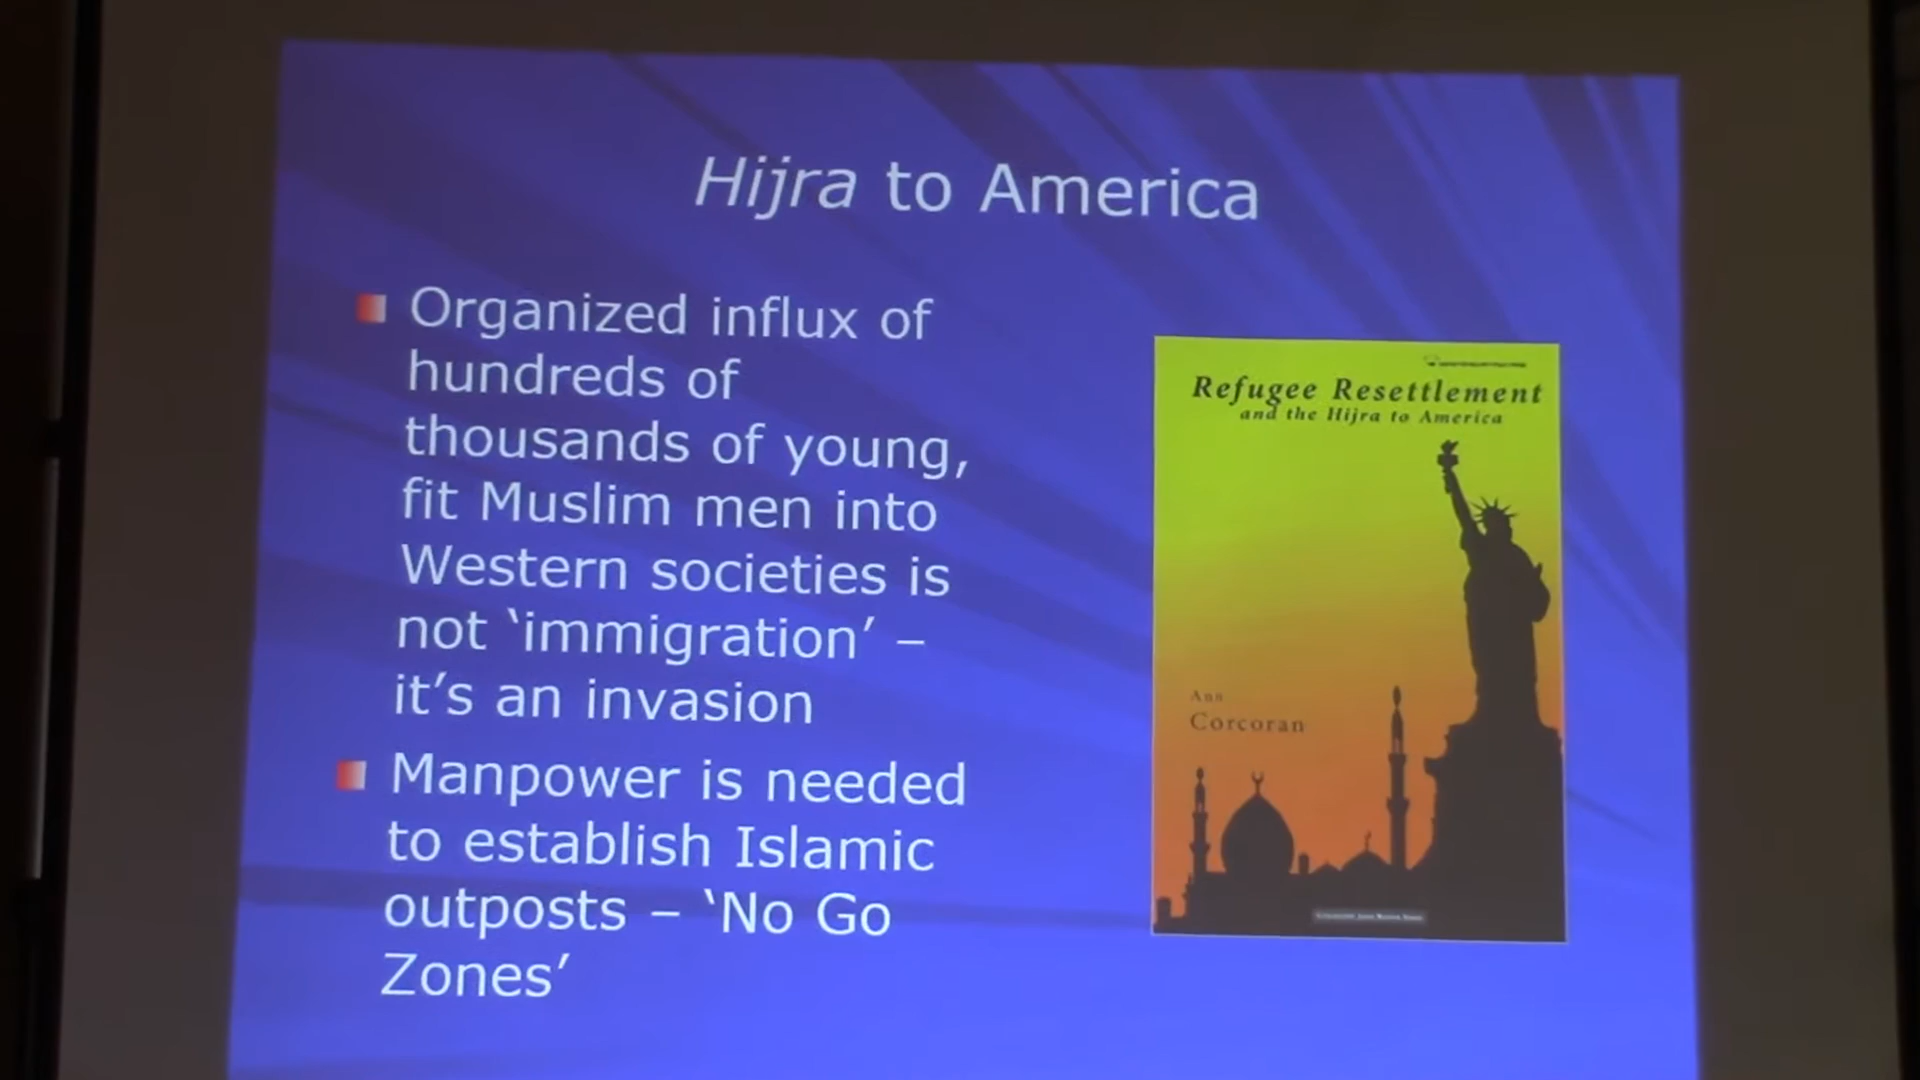 Hijra to America
Organized influx of
hundreds of
thousands of young,
fit Muslim men into
Western societies is
not ‘immigration’ –
it’s an invasion
Manpower is needed
to establish Islamic
outposts – ‘No Go
Zones’
Refugee Resettlement
and the Hijra to America
Ann
Corcoran